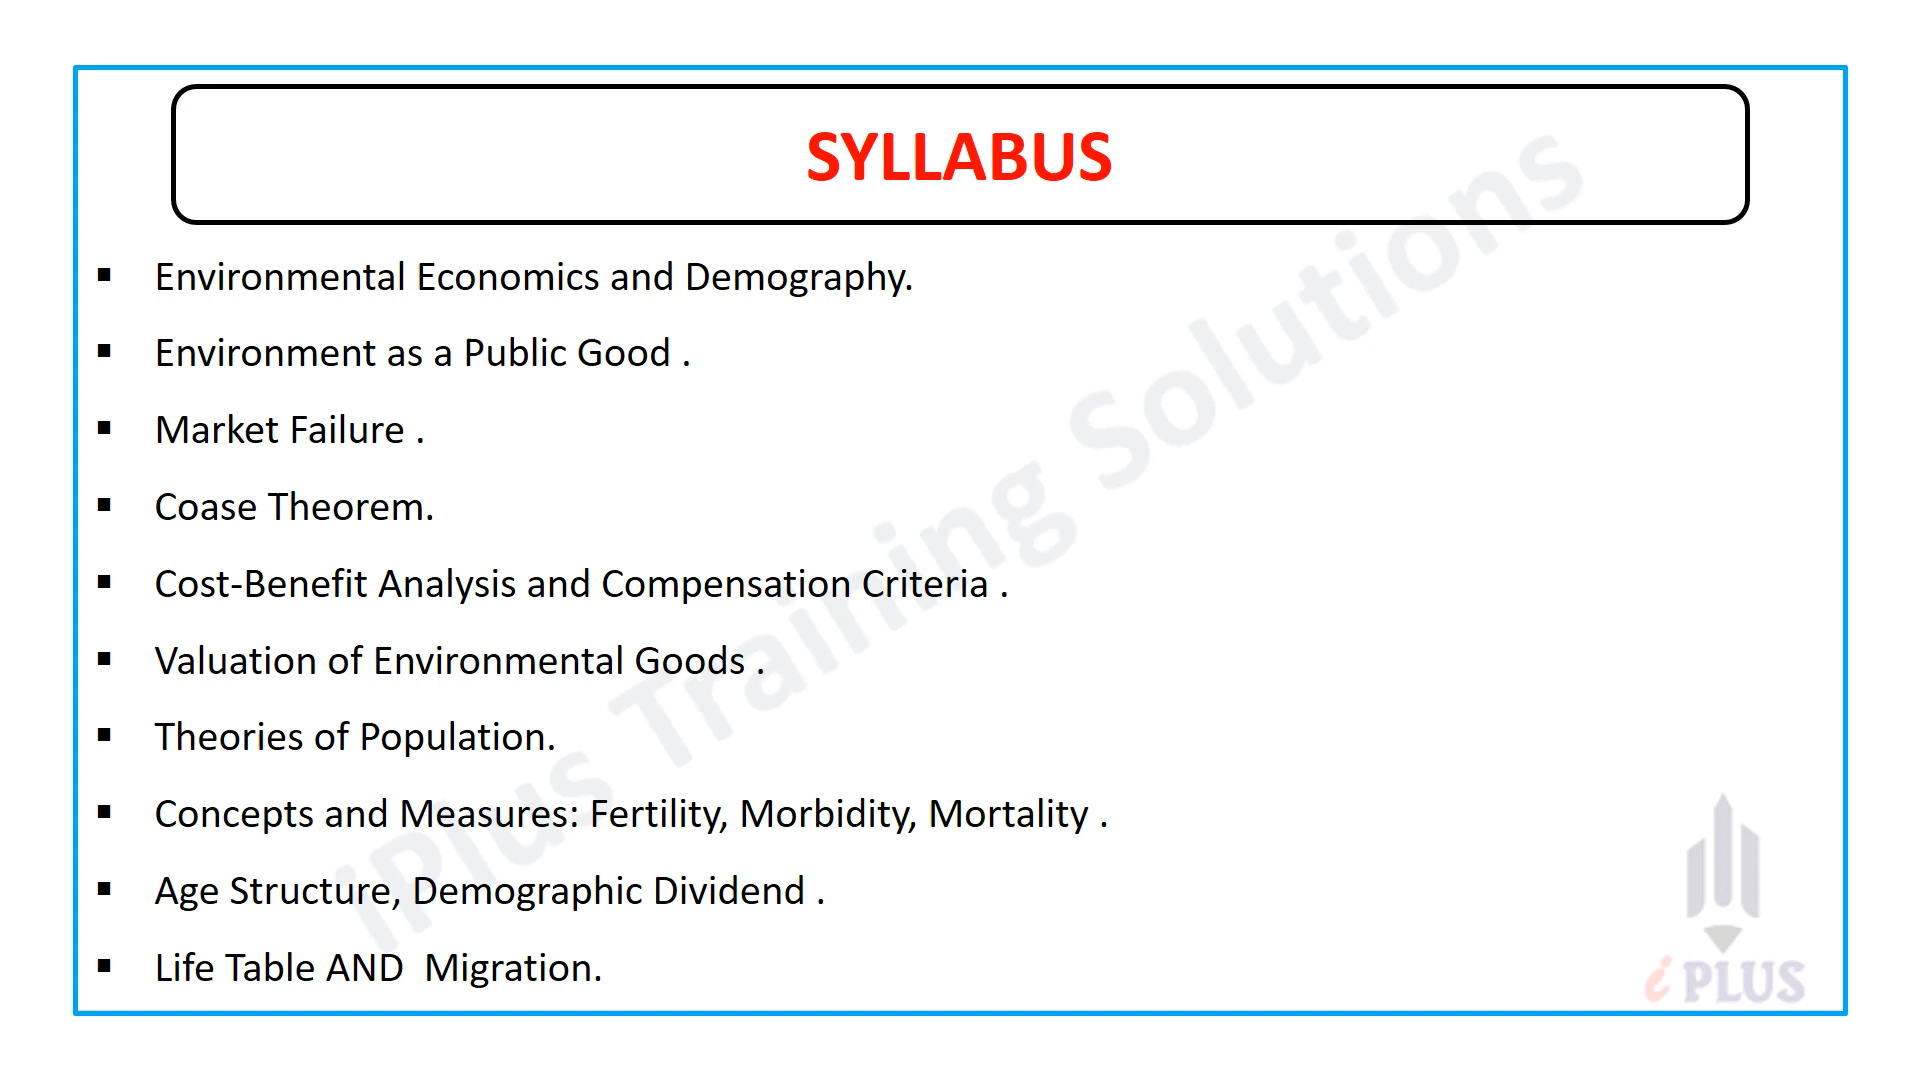 SYLLABUS
Environmental Economics and Demography.
Environment as a Public Good .
Market Failure .
Coase Theorem.
Cost-Benefit Analysis and Compensation Criteria .
Valuation of Environmental Goods .
Theories of Population.
Concepts and Measures: Fertility, Morbidity, Mortality .
Age Structure, Demographic Dividend .
Life Table AND  Migration.
iPlus Training Solutions
i PLUS